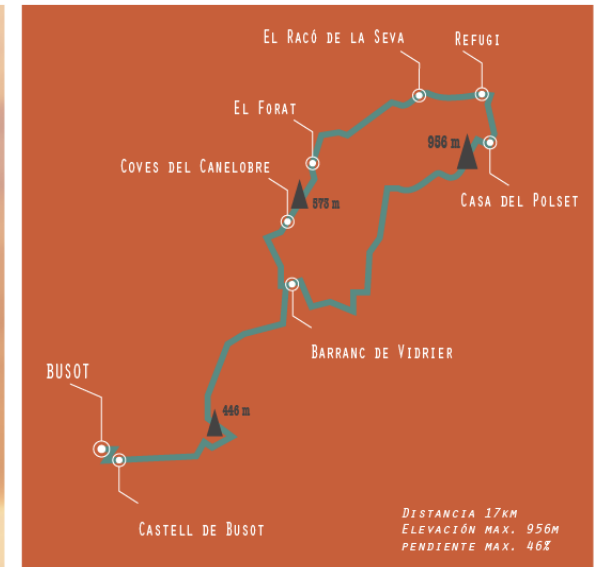 El Racó de la Seva
Refugi
El Forat
956 m
Coves del Canelobre
Casa del Polset
573 m
Barranc de Vidrier
BUSOT
446 m
Castell de Busot
Distancia 17km
Elevación max. 956m
pendiente max. 46%